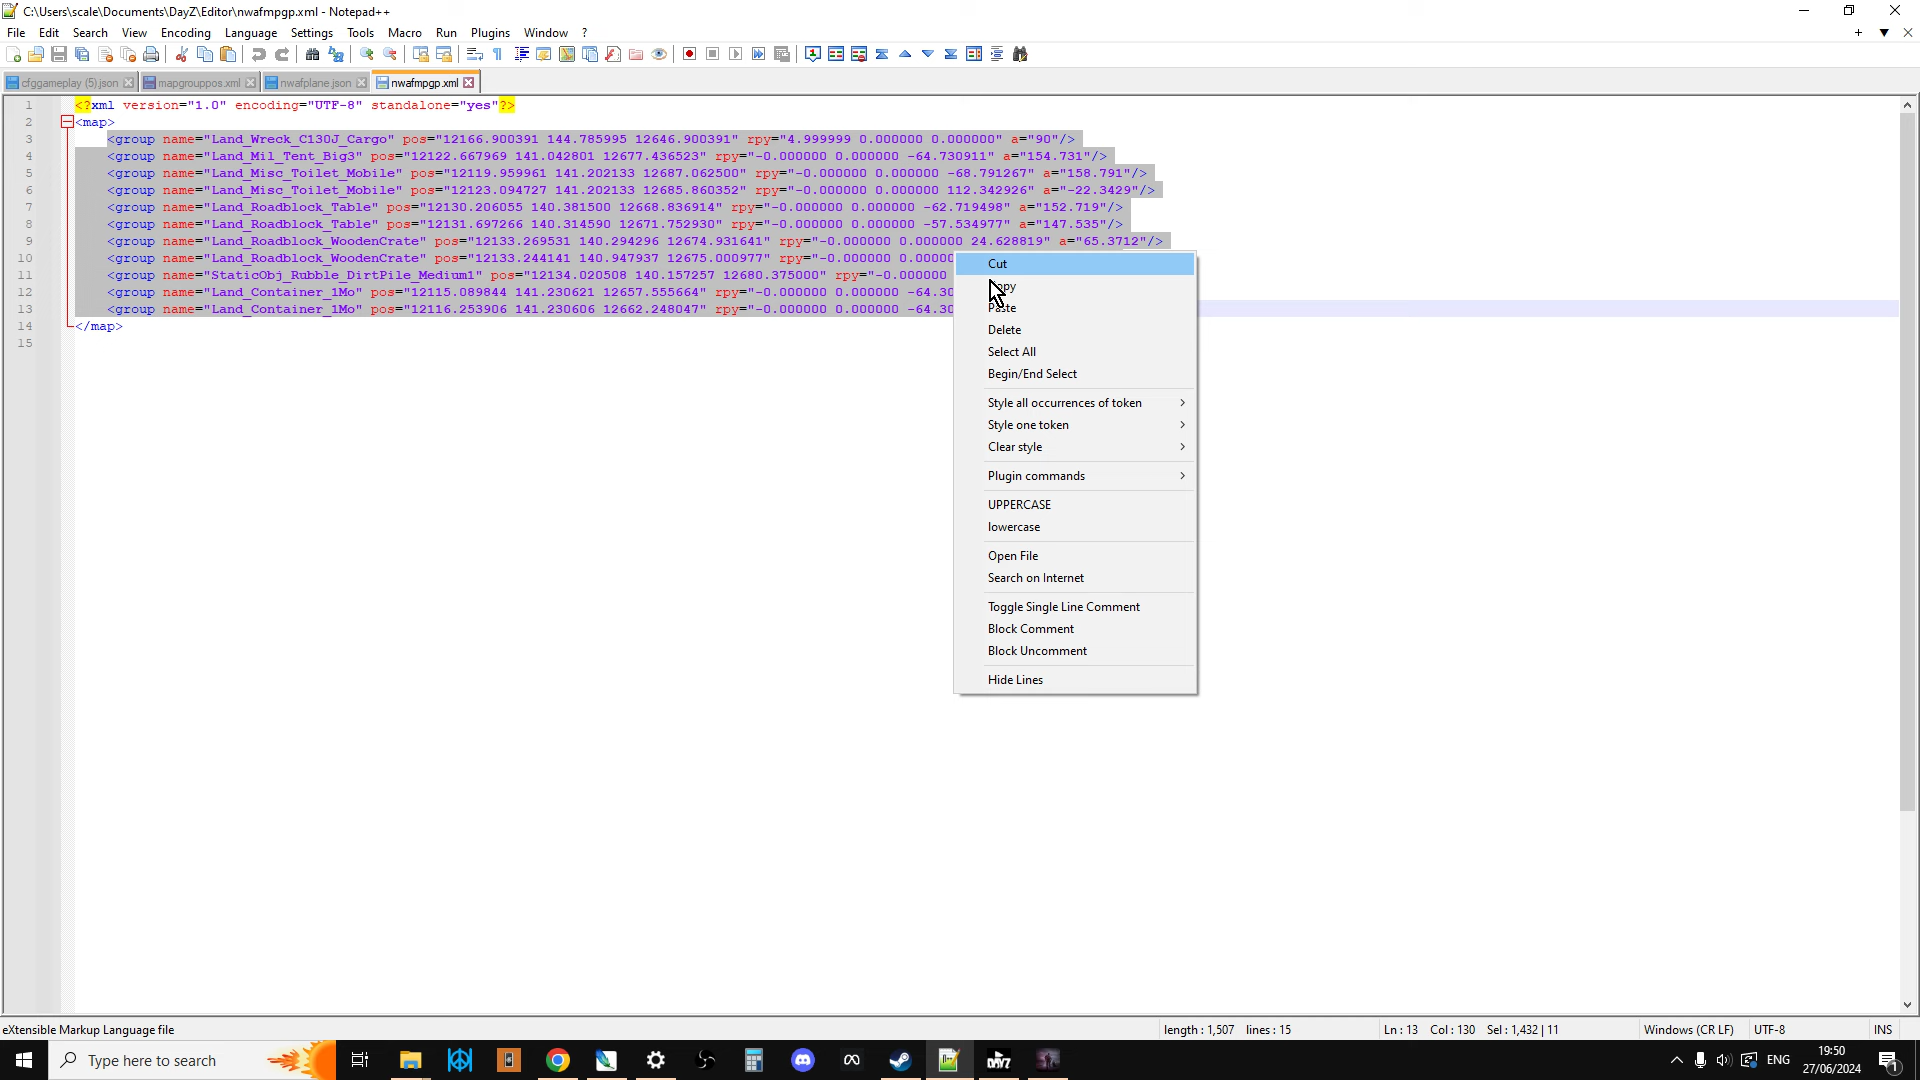 C:\Users\scale\Documents\DayZ\Editor\nwafmpgp.xml - Notepad++
File Edit Search View Encoding Language Settings Tools Macro Run Plugins Window ?
cfggameplay (5).json mapgrouppos.xml nwafplane.json nwafmpgp.xml
1 <?xml version="1.0" encoding="UTF-8" standalone="yes"?>
2 <map>
3 <group name="Land_Wreck_C130J_Cargo" pos="12166.900391 144.785995 12646.900391" rpy="4.999999 0.000000 0.000000" a="90"/>
4 <group name="Land_Mil_Tent_Big3" pos="12122.667969 141.042801 12677.436523" rpy="-0.000000 0.000000 -64.730911" a="154.731"/>
5 <group name="Land_Misc_Toilet_Mobile" pos="12119.959961 141.202133 12687.062500" rpy="-0.000000 0.000000 -68.791267" a="158.791"/>
6 <group name="Land_Misc_Toilet_Mobile" pos="12123.094727 141.202133 12685.860352" rpy="-0.000000 0.000000 112.342926" a="-22.3429"/>
7 <group name="Land_Roadblock_Table" pos="12130.206055 140.381500 12668.836914" rpy="-0.000000 0.000000 -62.719498" a="152.719"/>
8 <group name="Land_Roadblock_Table" pos="12131.697266 140.314590 12671.752930" rpy="-0.000000 0.000000 -57.534977" a="147.535"/>
9 <group name="Land_Roadblock_WoodenCrate" pos="12133.269531 140.294296 12674.931641" rpy="-0.000000 0.000000 24.628819" a="65.3712"/>
10 <group name="Land_Roadblock_WoodenCrate" pos="12133.244141 140.947937 12675.000977" rpy="-0.000000 0.0000
11 <group name="StaticObj_Rubble_DirtPile_Medium1" pos="12134.020508 140.157257 12680.375000" rpy="-0.000000
12 <group name="Land_Container_1Mo" pos="12115.089844 141.230621 12657.555664" rpy="-0.000000 0.000000 -64.30
13 <group name="Land_Container_1Mo" pos="12116.253906 141.230606 12662.248047" rpy="-0.000000 0.000000 -64.30
14 </map>
15
Cut
Copy
Paste
Delete
Select All
Begin/End Select
Style all occurrences of token
Style one token
Clear style
Plugin commands
UPPERCASE
lowercase
Open File
Search on Internet
Toggle Single Line Comment
Block Comment
Block Uncomment
Hide Lines
eXtensible Markup Language file length : 1,507 lines : 15 Ln : 13 Col : 130 Sel : 1,432 | 11 Windows (CR LF) UTF-8 INS
Type here to search DAYZ ENG 19:50
27/06/2024 1